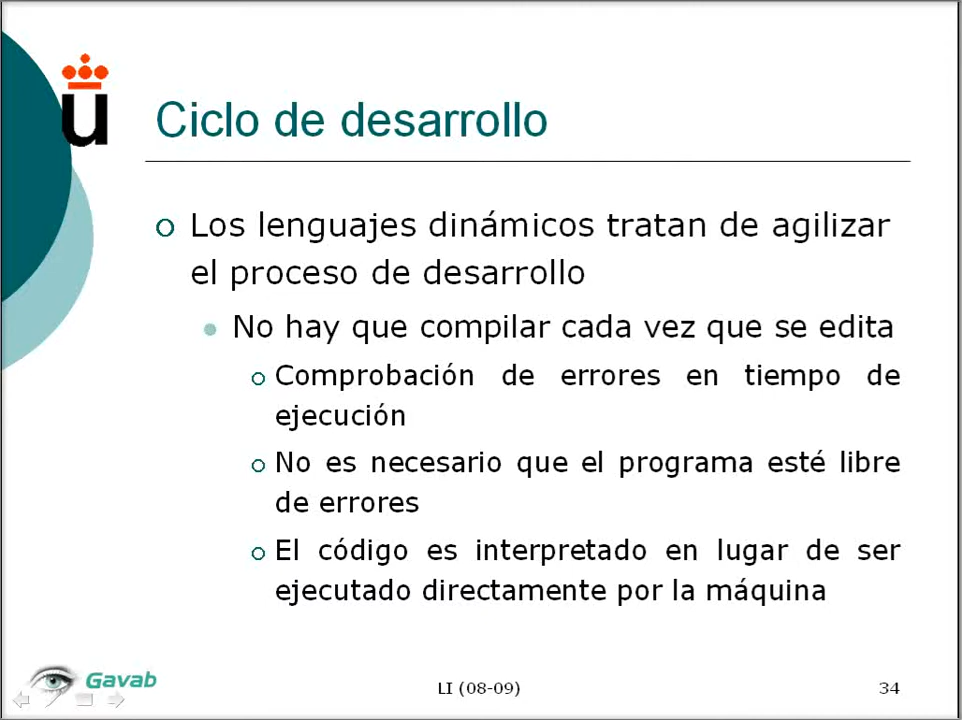 u
Ciclo de desarrollo
Los lenguajes dinámicos tratan de agilizar
el proceso de desarrollo
No hay que compilar cada vez que se edita
Comprobación de errores en tiempo de
ejecución
No es necesario que el programa esté libre
de errores
El código es interpretado en lugar de ser
ejecutado directamente por la máquina
Gavab
LI (08-09)
34